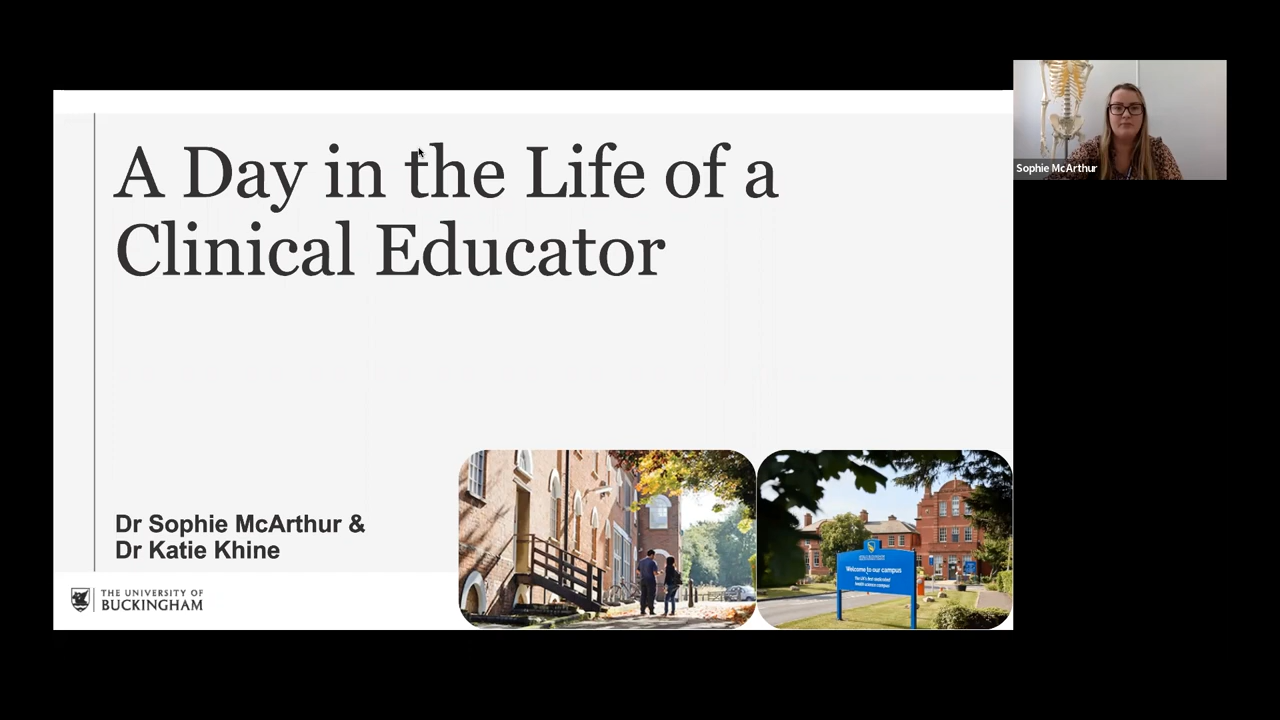 A Day in the Life of a
Clinical Educator
Sophie McArthur
Dr Sophie McArthur &
Dr Katie Khine
THE UNIVERSITY OF
BUCKINGHAM
Welcome to our campus